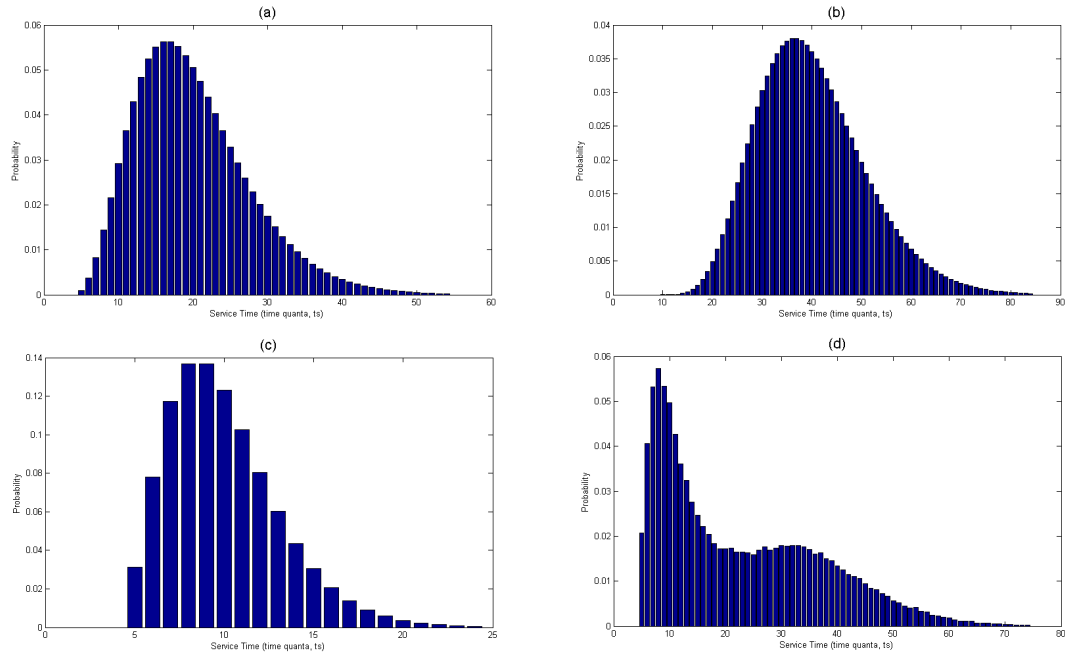 (a)
0.06
0.05
0.04
0.03
0.02
0.01
0
Probability
0 10 20 30 40 50 60
Service Time (time quanta, ts)
(b)
0.04
0.035
0.03
0.025
0.02
0.015
0.01
0.005
0
Probability
0 10 20 30 40 50 60 70 80 90
Service Time (time quanta, ts)
(c)
0.14
0.12
0.1
0.08
0.06
0.04
0.02
0
Probability
0 5 10 15 20 25
Service Time (time quanta, ts)
(d)
0.06
0.05
0.04
0.03
0.02
0.01
0
Probability
0 10 20 30 40 50 60 70 80
Service Time (time quanta, ts)